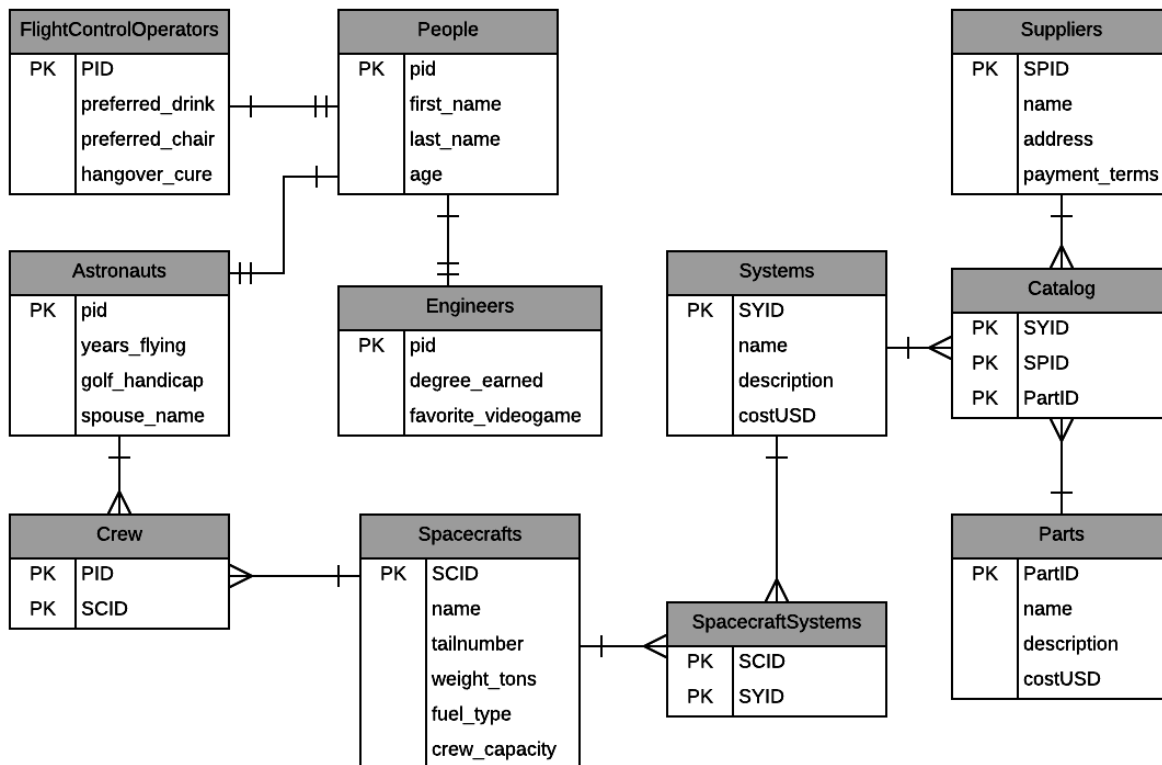 FlightControlOperators
PK PID
preferred_drink
preferred_chair
hangover_cure
People
PK pid
first_name
last_name
age
Suppliers
PK SPID
name
address
payment_terms
Astronauts
PK pid
years_flying
golf_handicap
spouse_name
Engineers
PK pid
degree_earned
favorite_videogame
Systems
PK SYID
name
description
costUSD
Catalog
PK SYID
PK SPID
PK PartID
Crew
PK PID
PK SCID
Spacecrafts
PK SCID
name
tailnumber
weight_tons
fuel_type
crew_capacity
SpacecraftSystems
PK SCID
PK SYID
Parts
PK PartID
name
description
costUSD